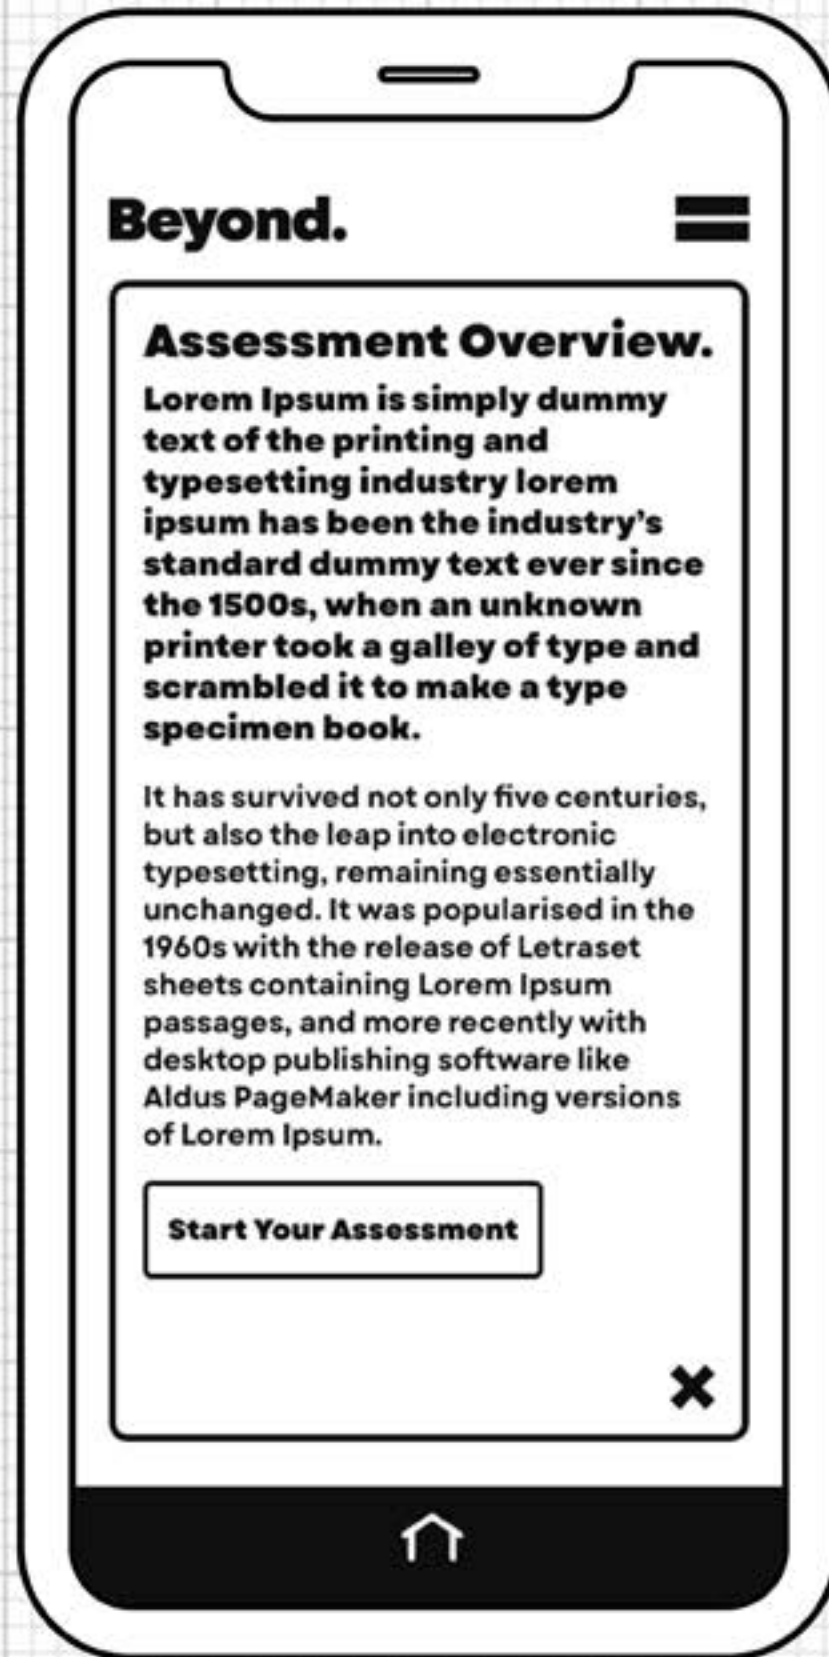 Beyond.
Assessment Overview.
Lorem Ipsum is simply dummy
text of the printing and
typesetting industry lorem
ipsum has been the industry’s
standard dummy text ever since
the 1500s, when an unknown
printer took a galley of type and
scrambled it to make a type
specimen book.
It has survived not only five centuries,
but also the leap into electronic
typesetting, remaining essentially
unchanged. It was popularised in the
1960s with the release of Letraset
sheets containing Lorem Ipsum
passages, and more recently with
desktop publishing software like
Aldus PageMaker including versions
of Lorem Ipsum.
Start Your Assessment